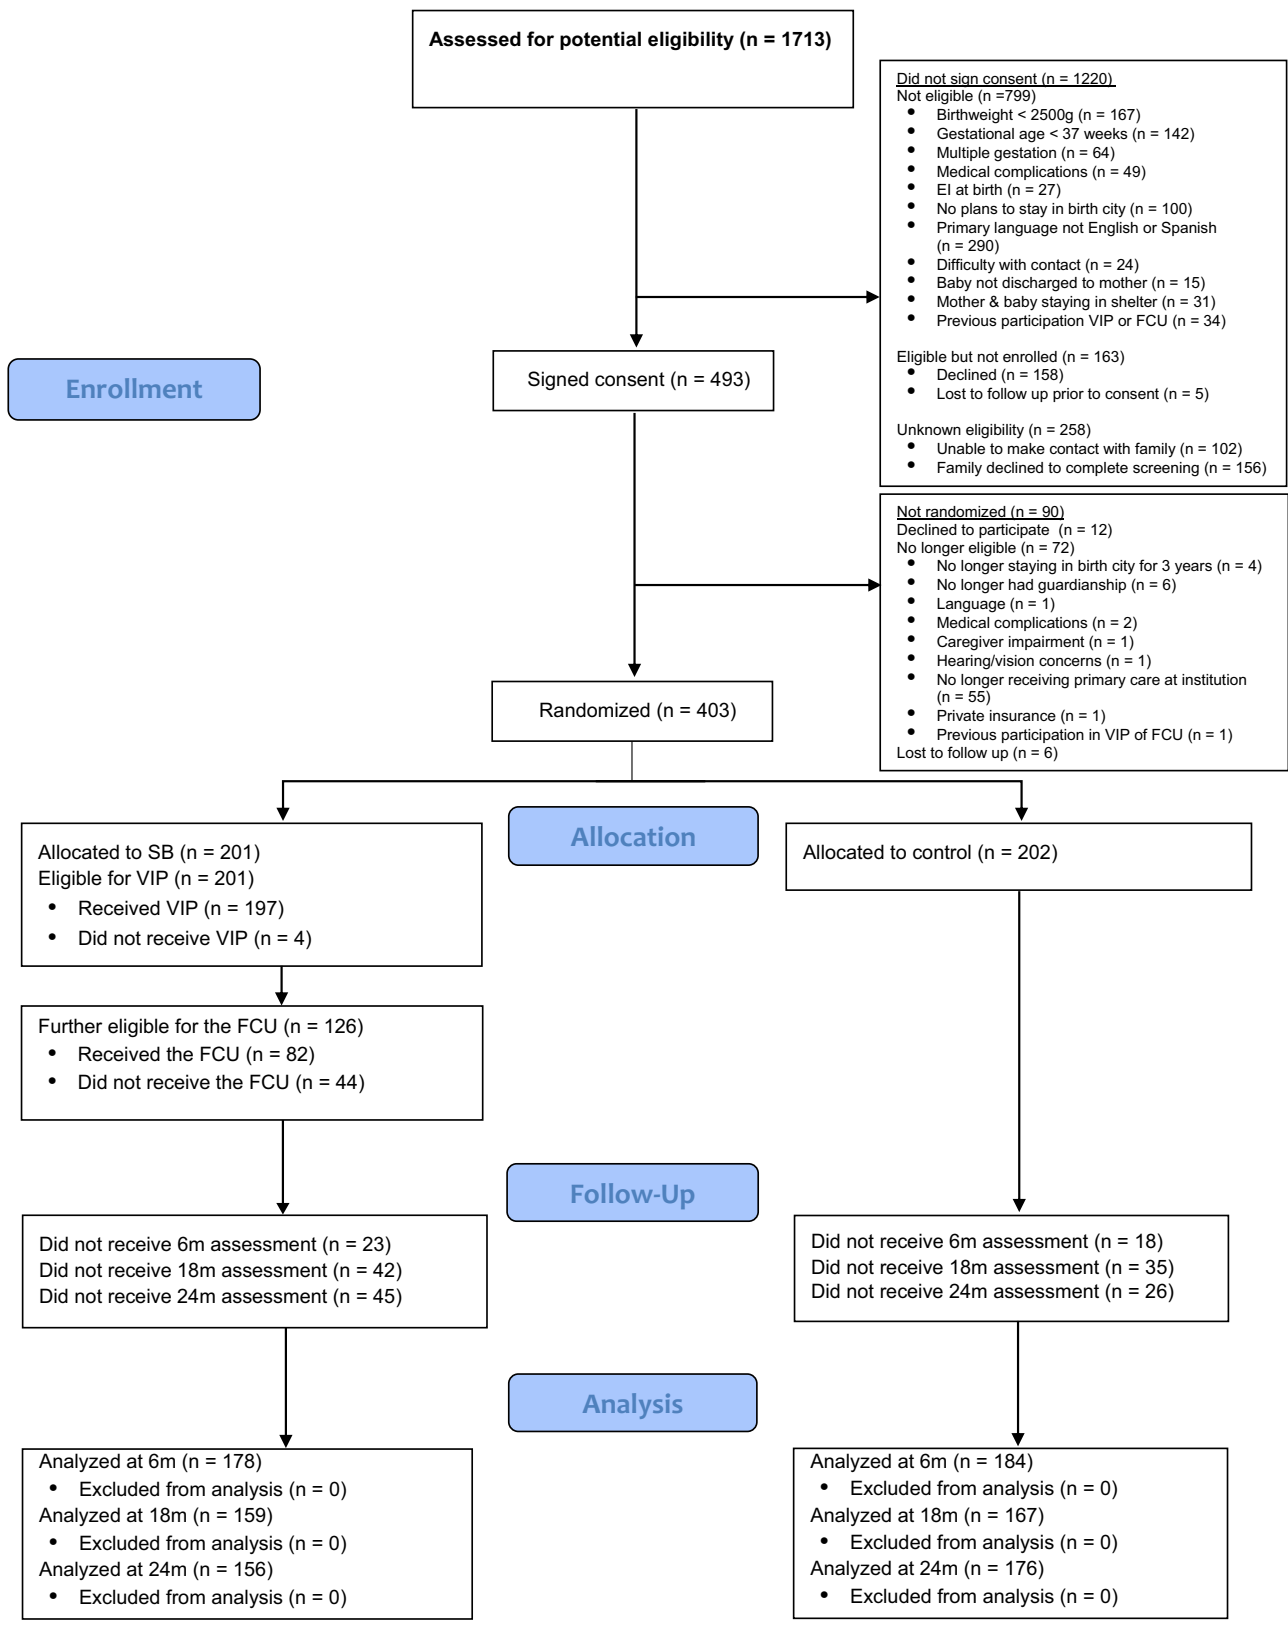 Assessed for potential eligibility (n = 1713)
Did not sign consent (n = 1220)
Not eligible (n =799)
• Birthweight < 2500g (n = 167)
• Gestational age < 37 weeks (n = 142)
• Multiple gestation (n = 64)
• Medical complications (n = 49)
• EI at birth (n = 27)
• No plans to stay in birth city (n = 100)
• Primary language not English or Spanish
(n = 290)
• Difficulty with contact (n = 24)
• Baby not discharged to mother (n = 15)
• Mother & baby staying in shelter (n = 31)
• Previous participation VIP or FCU (n = 34)
Eligible but not enrolled (n = 163)
• Declined (n = 158)
• Lost to follow up prior to consent (n = 5)
Unknown eligibility (n = 258)
• Unable to make contact with family (n = 102)
• Family declined to complete screening (n = 156)
Enrollment
Signed consent (n = 493)
Not randomized (n = 90)
Declined to participate (n = 12)
No longer eligible (n = 72)
• No longer staying in birth city for 3 years (n = 4)
• No longer had guardianship (n = 6)
• Language (n = 1)
• Medical complications (n = 2)
• Caregiver impairment (n = 1)
• Hearing/vision concerns (n = 1)
• No longer receiving primary care at institution
(n = 55)
• Private insurance (n = 1)
• Previous participation in VIP of FCU (n = 1)
Lost to follow up (n = 6)
Randomized (n = 403)
Allocation
Allocated to SB (n = 201)
Eligible for VIP (n = 201)
• Received VIP (n = 197)
• Did not receive VIP (n = 4)
Allocated to control (n = 202)
Further eligible for the FCU (n = 126)
• Received the FCU (n = 82)
• Did not receive the FCU (n = 44)
Follow-Up
Did not receive 6m assessment (n = 23)
Did not receive 18m assessment (n = 42)
Did not receive 24m assessment (n = 45)
Did not receive 6m assessment (n = 18)
Did not receive 18m assessment (n = 35)
Did not receive 24m assessment (n = 26)
Analysis
Analyzed at 6m (n = 178)
• Excluded from analysis (n = 0)
Analyzed at 18m (n = 159)
• Excluded from analysis (n = 0)
Analyzed at 24m (n = 156)
• Excluded from analysis (n = 0)
Analyzed at 6m (n = 184)
• Excluded from analysis (n = 0)
Analyzed at 18m (n = 167)
• Excluded from analysis (n = 0)
Analyzed at 24m (n = 176)
• Excluded from analysis (n = 0)